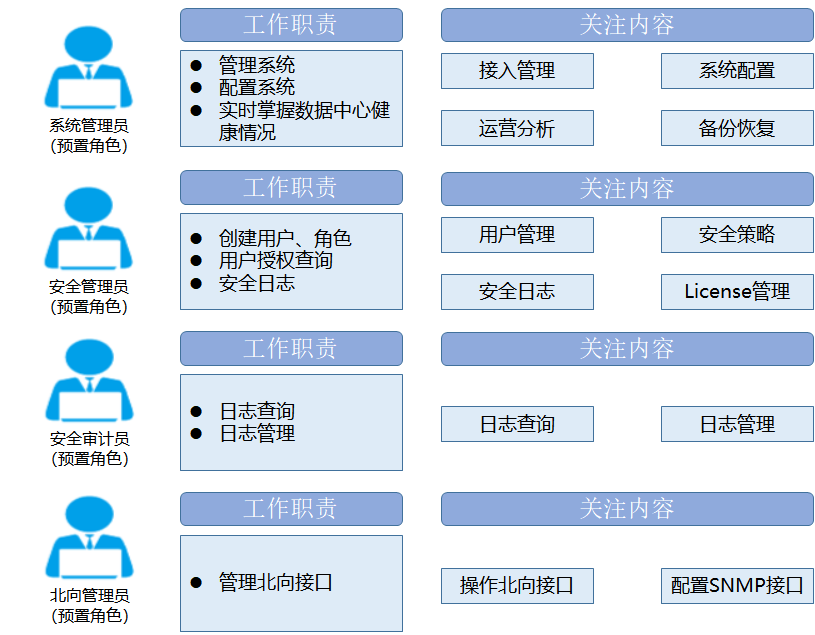 工作职责
关注内容
系统管理员
(预置角色)
● 管理系统
● 配置系统
● 实时掌握数据中心健
康情况
接入管理
系统配置
运营分析
备份恢复
工作职责
关注内容
安全管理员
(预置角色)
● 创建用户、角色
● 用户授权查询
● 安全日志
用户管理
安全策略
安全日志
License管理
工作职责
关注内容
安全审计员
(预置角色)
● 日志查询
● 日志管理
日志查询
日志管理
工作职责
关注内容
北向管理员
(预置角色)
● 管理北向接口
操作北向接口
配置SNMP接口